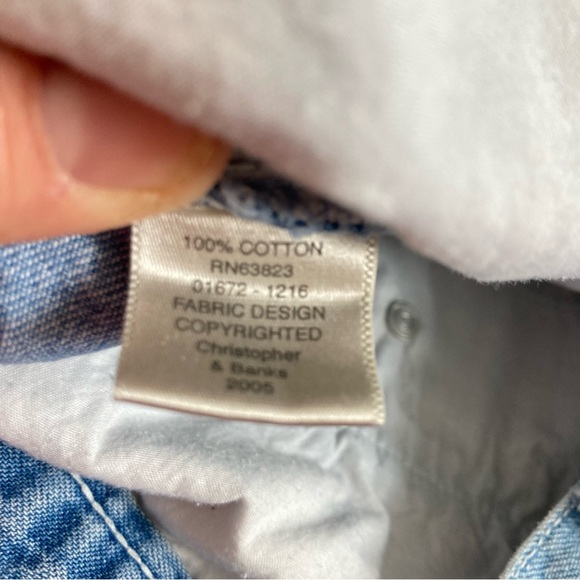 100% COTTON
RN63823
01672 - 1216
FABRIC DESIGN
COPYRIGHTED
Christopher
& Banks
2005